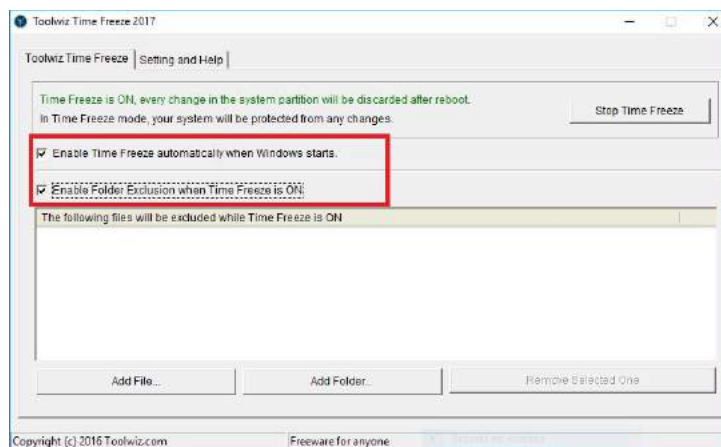 Toolwiz Time Freeze 2017
Toolwiz Time Freeze
Setting and Help
Time Freeze is ON, every change in the system partition will be discarded after reboot.
In Time Freeze mode, your system will be protected from any changes.
Stop Time Freeze
Enable Time Freeze automatically when Windows starts.
Enable Folder Exclusion when Time Freeze is ON
The following files will be excluded while Time Freeze is ON
Add File...
Add Folder...
Remove Selected One
Copyright (c) 2016 Toolwiz.com
Freeware for anyone